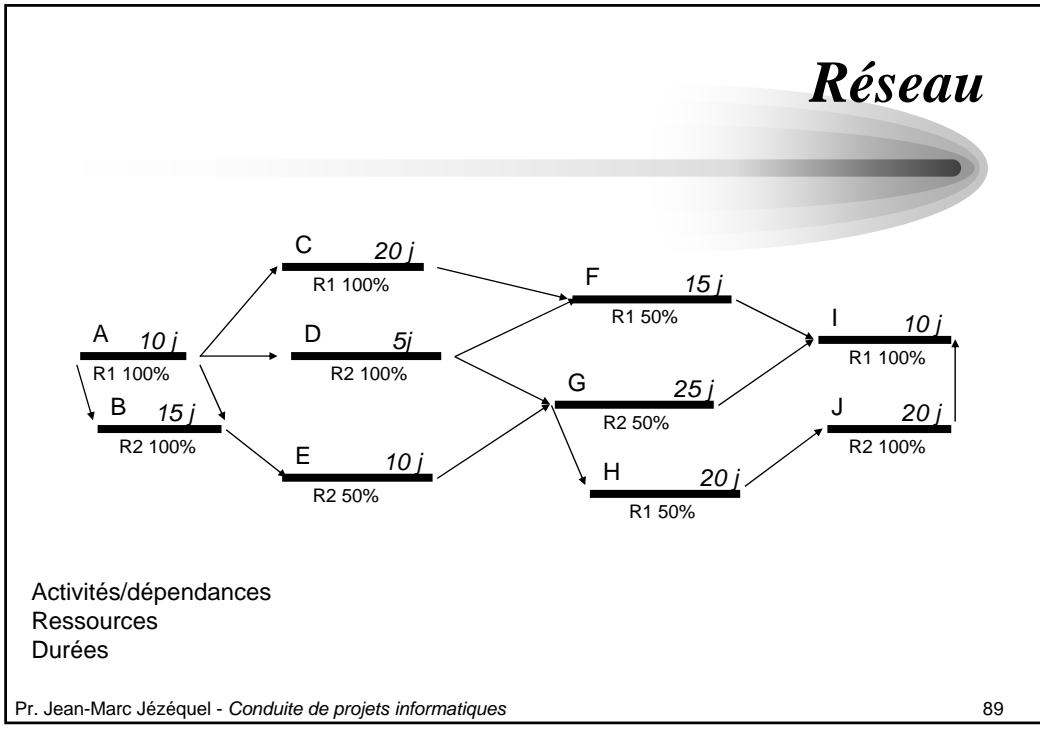 Réseau
C 20 j
R1 100%
F 15 j
R1 50%
A 10 j
R1 100%
D 5j
R2 100%
I 10 j
R1 100%
B 15 j
R2 100%
G 25 j
R2 50%
J 20 j
R2 100%
E 10 j
R2 50%
H 20 j
R1 50%
Activités/dépendances
Ressources
Durées
Pr. Jean-Marc Jézéquel - Conduite de projets informatiques 89